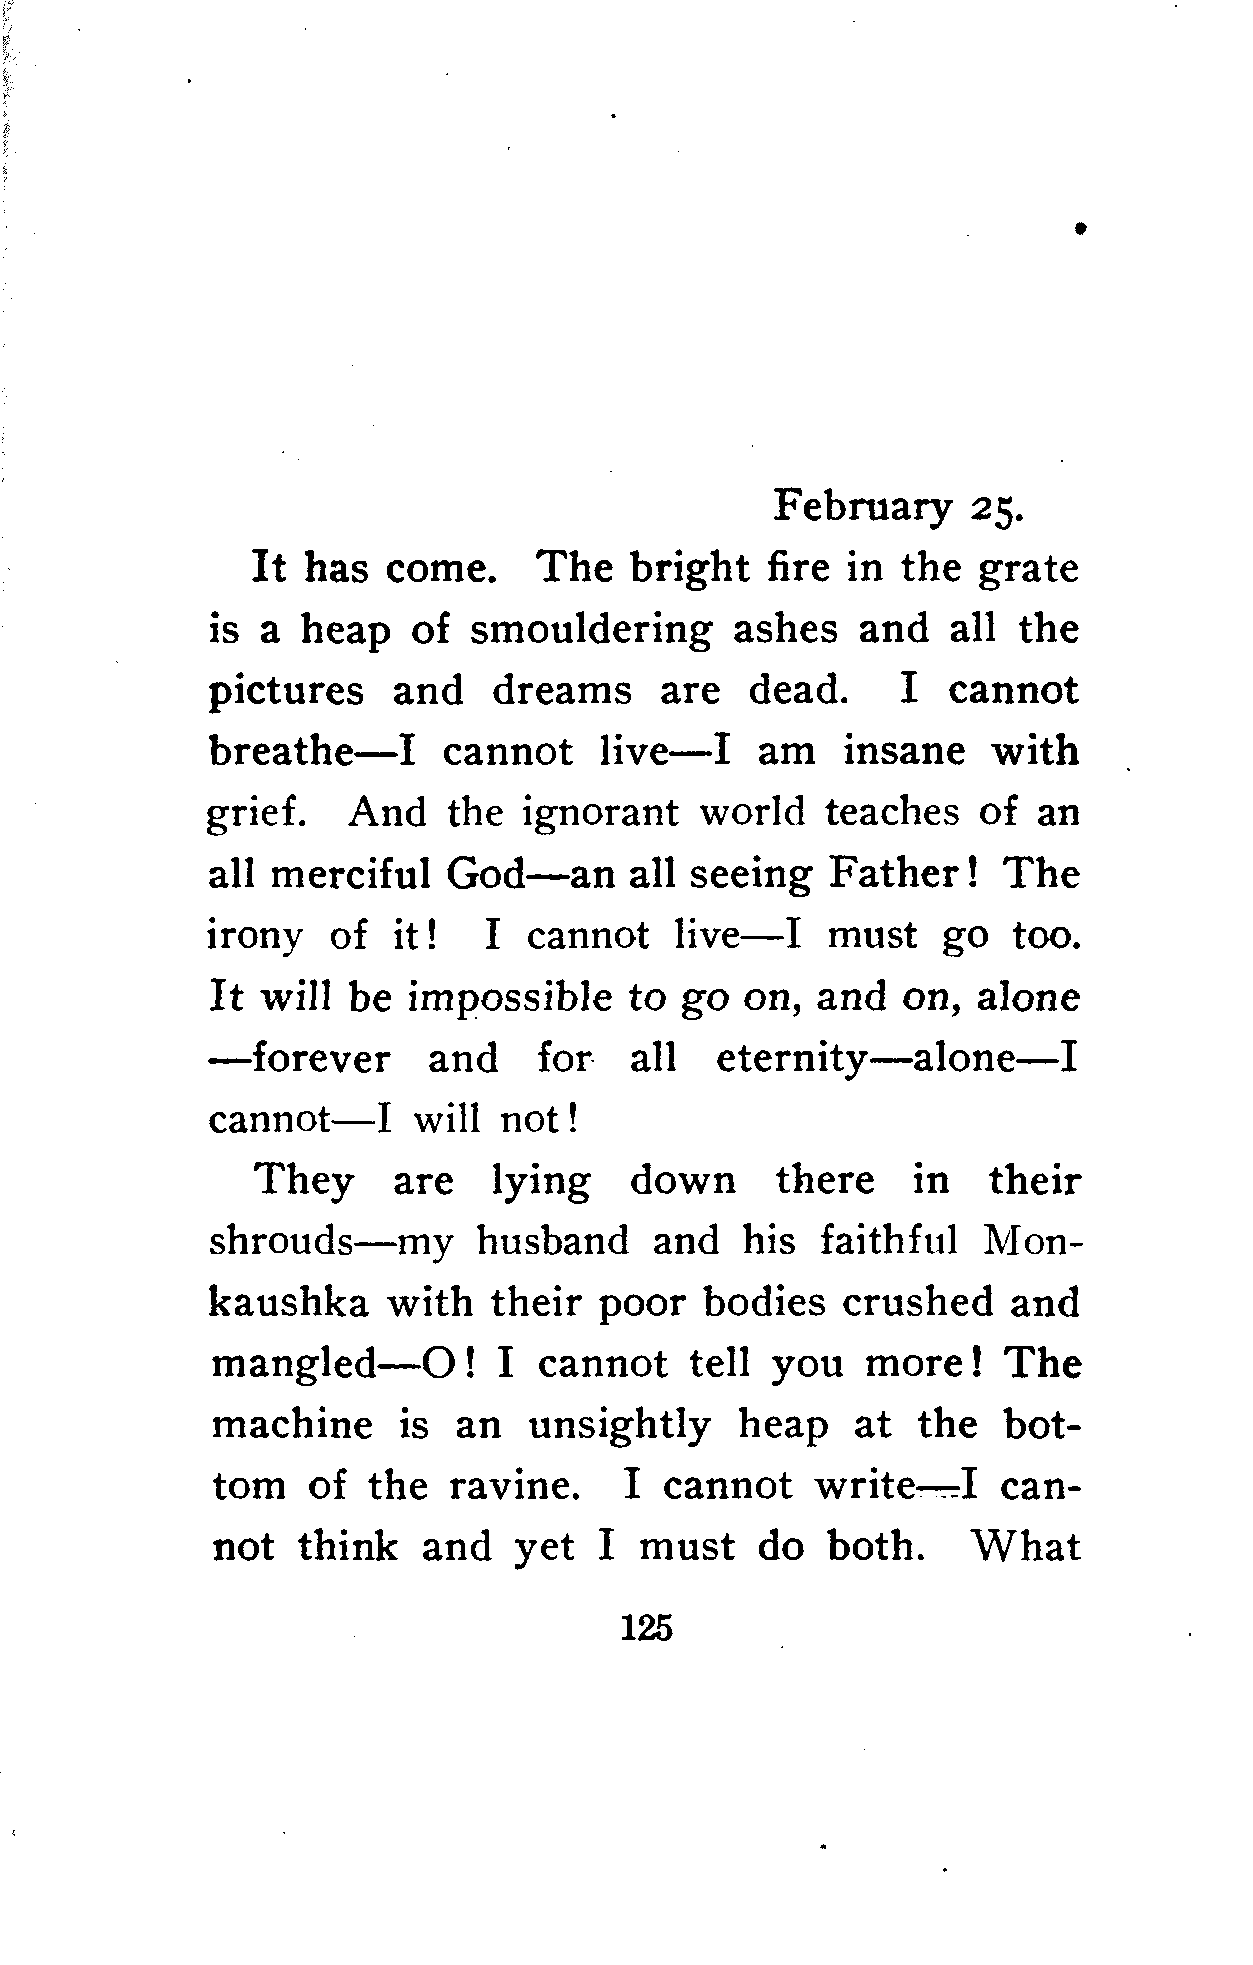 February 25.
It has come. The bright fire in the grate
is a heap of smouldering ashes and all the
pictures and dreams are dead. I cannot
breathe—I cannot live—I am insane with
grief. And the ignorant world teaches of an
all merciful God—an all seeing Father! The
irony of it! I cannot live—I must go too.
It will be impossible to go on, and on, alone
—forever and for all eternity—alone—I
cannot—I will not!
They are lying down there in their
shrouds—my husband and his faithful Mon-
kaushka with their poor bodies crushed and
mangled—O! I cannot tell you more! The
machine is an unsightly heap at the bot-
tom of the ravine. I cannot write—I can-
not think and yet I must do both. What
125